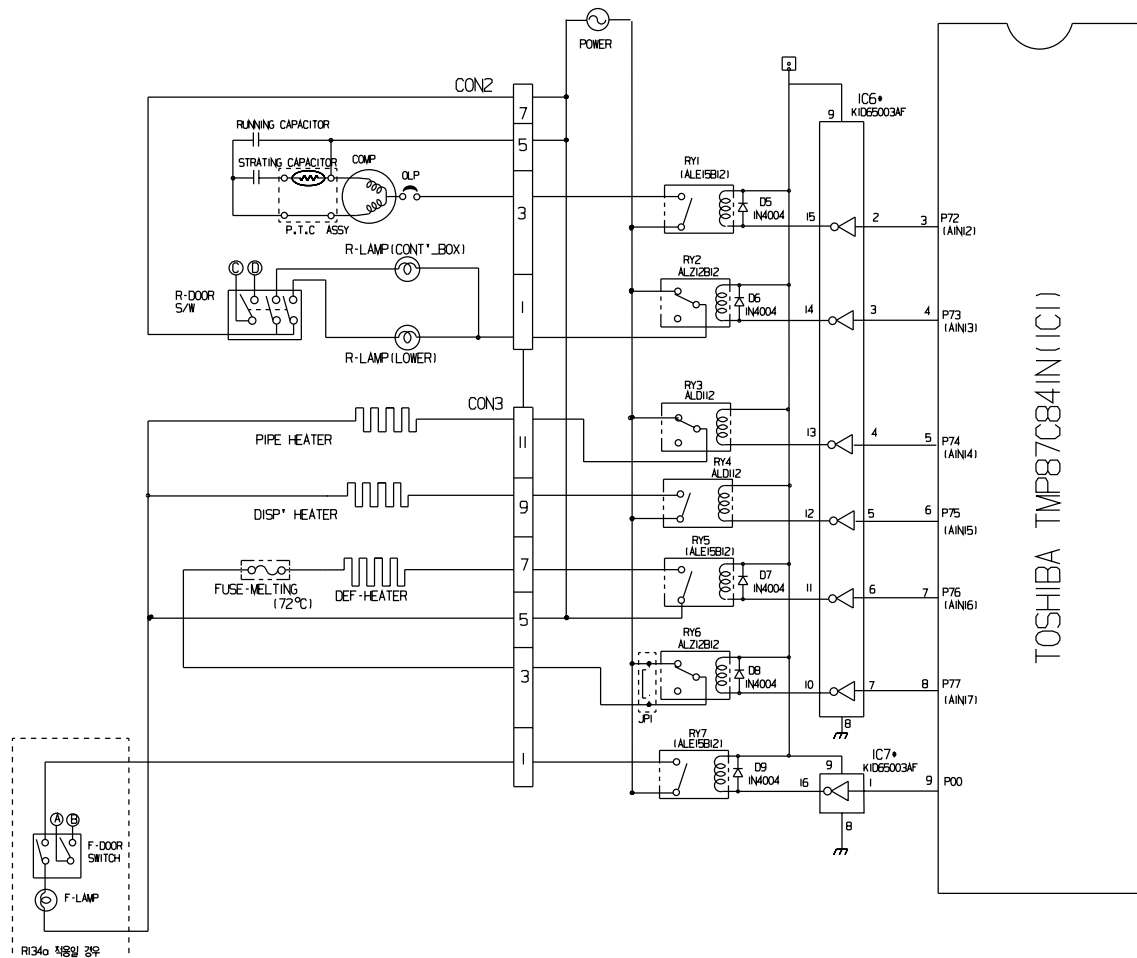 POWER
CON2
7
5
3
1
RUNNING CAPACITOR
STRATING CAPACITOR
COMP
OLP
P.T.C ASSY
R-LAMP(CONT'_BOX)
C D
R-DOOR
S/W
R-LAMP(LOWER)
CON3
11
9
7
5
3
1
PIPE HEATER
DISP' HEATER
FUSE-MELTING
(72°C)
DEF-HEATER
RY1
(ALE15B12)
D5
IN4004
RY2
ALZ12B12
D6
IN4004
RY3
ALD112
RY4
ALD112
RY5
(ALE15B12)
D7
IN4004
RY6
ALZ12B12
D8
IN4004
JP1
RY7
(ALE15B12)
D9
IN4004
IC6*
KID65003AF
9
15 2 3 P72
(AIN12)
14 3 4 P73
(AIN13)
13 4 5 P74
(AIN14)
12 5 6 P75
(AIN15)
11 6 7 P76
(AIN16)
10 7 8 P77
(AIN17)
8
IC7*
KID65003AF
9
16 1 9 P00
8
TOSHIBA TMP87C841N(IC1)
A B
F-DOOR
SWITCH
F-LAMP
R134a 적용일 경우